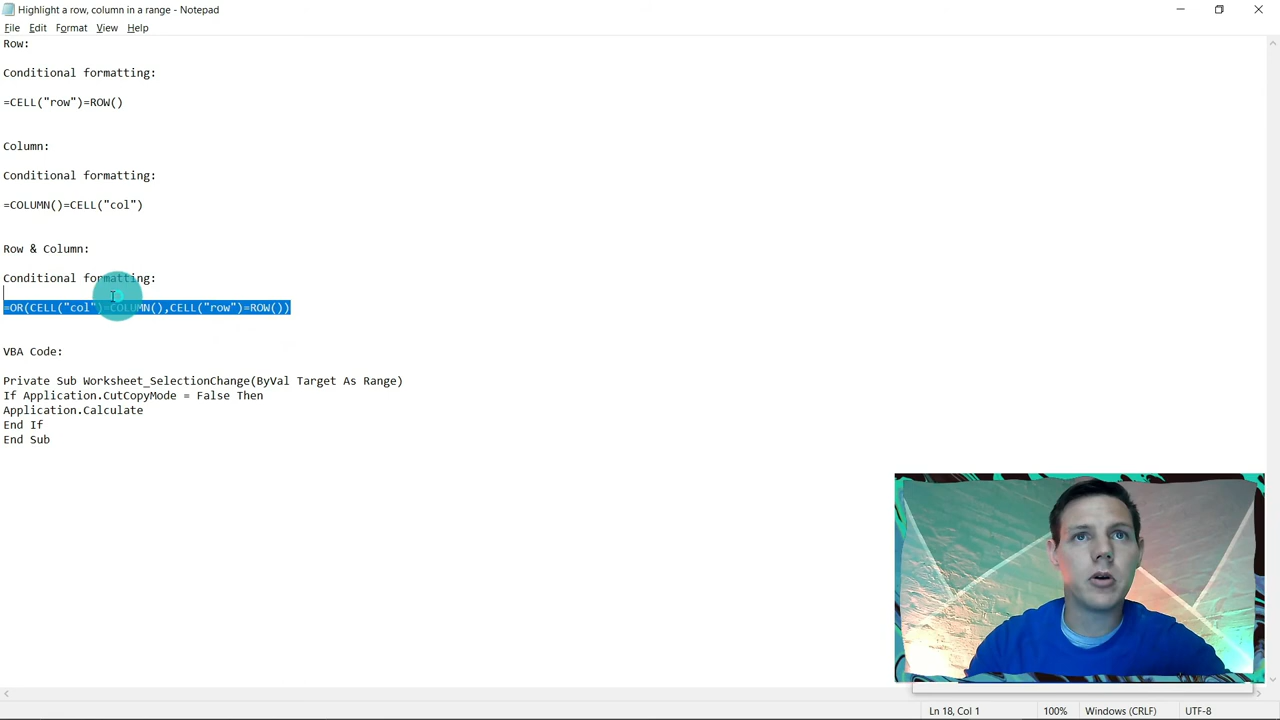 Highlight a row, column in a range - Notepad
File Edit Format View Help
Row:
Conditional formatting:
=CELL("row")=ROW()
Column:
Conditional formatting:
=COLUMN()=CELL("col")
Row & Column:
Conditional formatting:
=OR(CELL("col")=COLUMN(),CELL("row")=ROW())
VBA Code:
Private Sub Worksheet_SelectionChange(ByVal Target As Range)
If Application.CutCopyMode = False Then
Application.Calculate
End If
End Sub
Ln 18, Col 1 100% Windows (CRLF) UTF-8